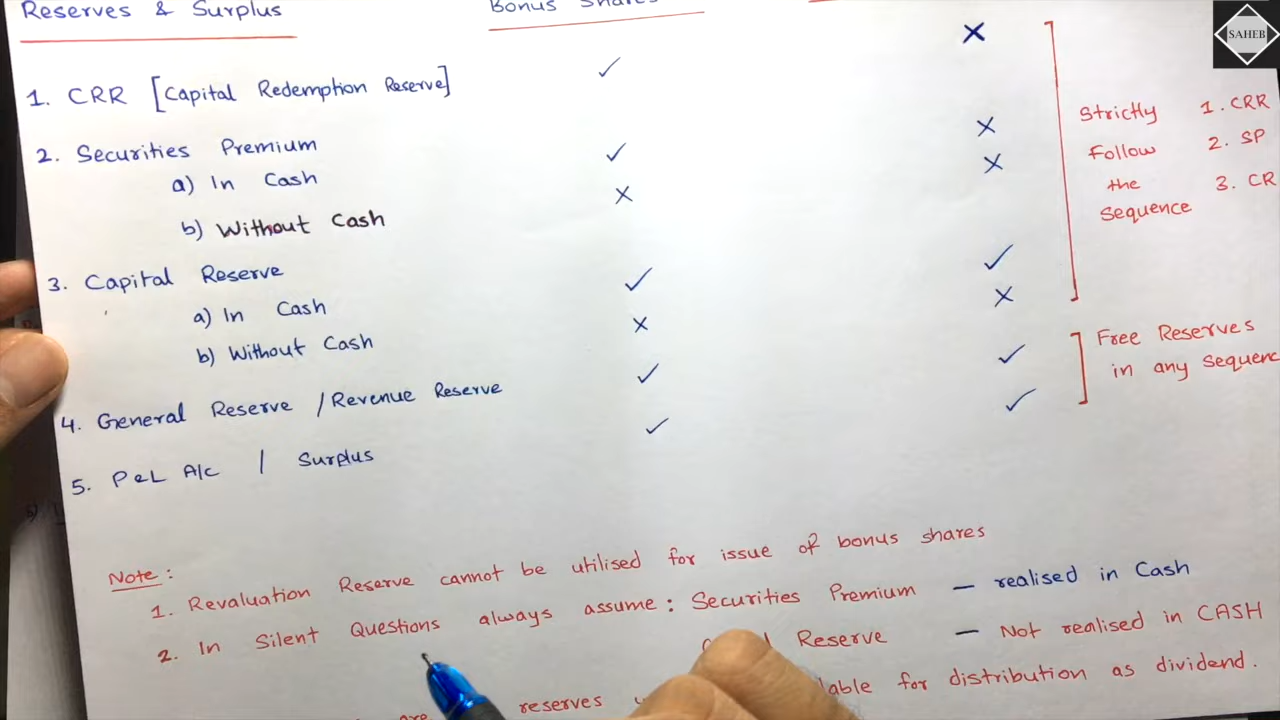 Reserves & Surplus
Bonus Shares
SAHEB
1. CRR [Capital Redemption Reserve] ✓ ✗
2. Securities Premium
a) In Cash ✓ ✗
b) Without Cash ✗ ✗
3. Capital Reserve
a) In Cash ✓ ✓
b) Without Cash ✗ ✗
4. General Reserve / Revenue Reserve ✓ ✓
5. P&L A/c / Surplus ✓ ✓
Strictly 1. CRR
Follow 2. SP
the 3. CR
Sequence
Free Reserves
in any Sequenc
Note:
1. Revaluation Reserve cannot be utilised for issue of bonus shares
2. In Silent Questions always assume: Securities Premium — realised in Cash
Reserve — Not realised in CASH
are reserves lable for distribution as dividend.